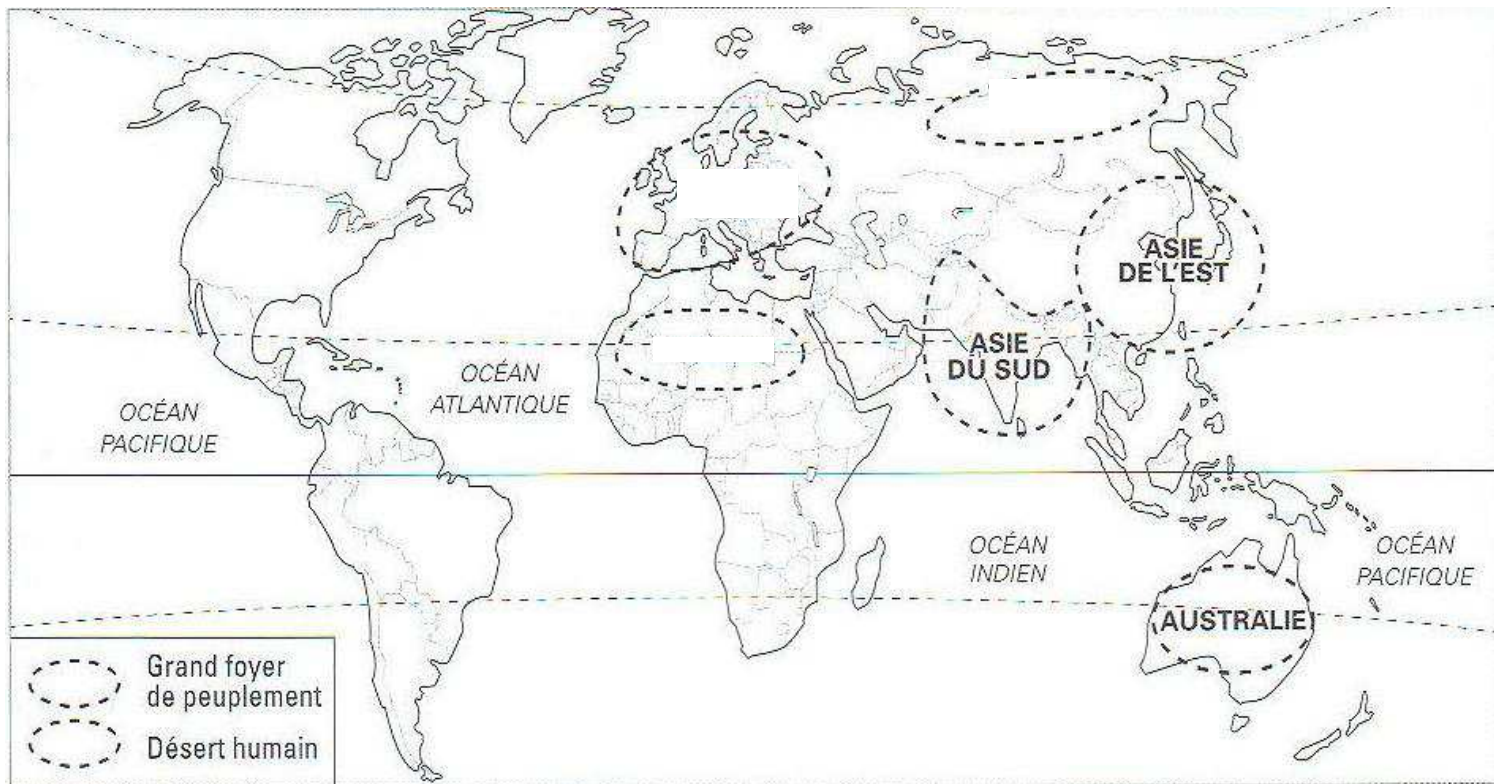 ASIE
DE L'EST
ASIE
DU SUD
OCÉAN
ATLANTIQUE
OCÉAN
PACIFIQUE
OCÉAN
INDIEN
OCÉAN
PACIFIQUE
AUSTRALIE
Grand foyer
de peuplement
Désert humain